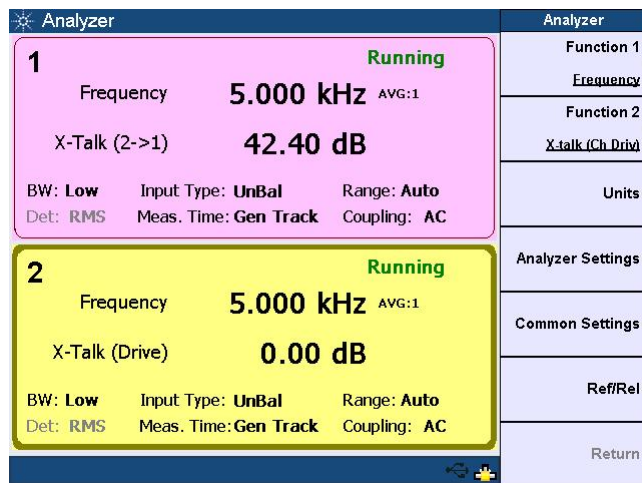 Analyzer
1
Running
Frequency 5.000 kHz AVG:1
X-Talk (2->1) 42.40 dB
BW: Low Input Type: UnBal Range: Auto
Det: RMS Meas. Time: Gen Track Coupling: AC
2
Running
Frequency 5.000 kHz AVG:1
X-Talk (Drive) 0.00 dB
BW: Low Input Type: UnBal Range: Auto
Det: RMS Meas. Time: Gen Track Coupling: AC
Analyzer
Function 1
Frequency
Function 2
X-talk (Ch Driv)
Units
Analyzer Settings
Common Settings
Ref/Rel
Return